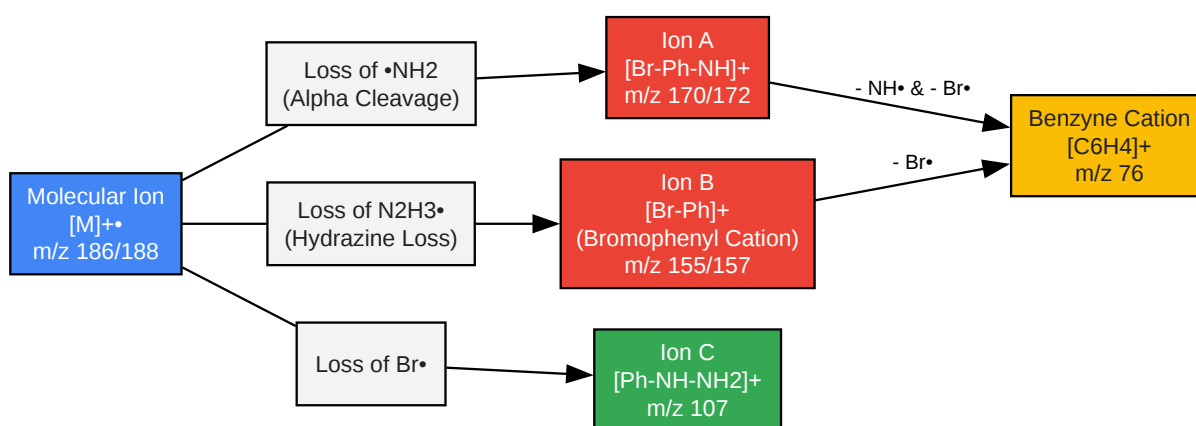 Molecular Ion
[M]+•
m/z 186/188
Loss of •NH2
(Alpha Cleavage)
Loss of N2H3•
(Hydrazine Loss)
Loss of Br•
Ion A
[Br-Ph-NH]+
m/z 170/172
Ion B
[Br-Ph]+
(Bromophenyl Cation)
m/z 155/157
Ion C
[Ph-NH-NH2]+
m/z 107
- NH• & - Br•
- Br•
Benzyne Cation
[C6H4]+
m/z 76